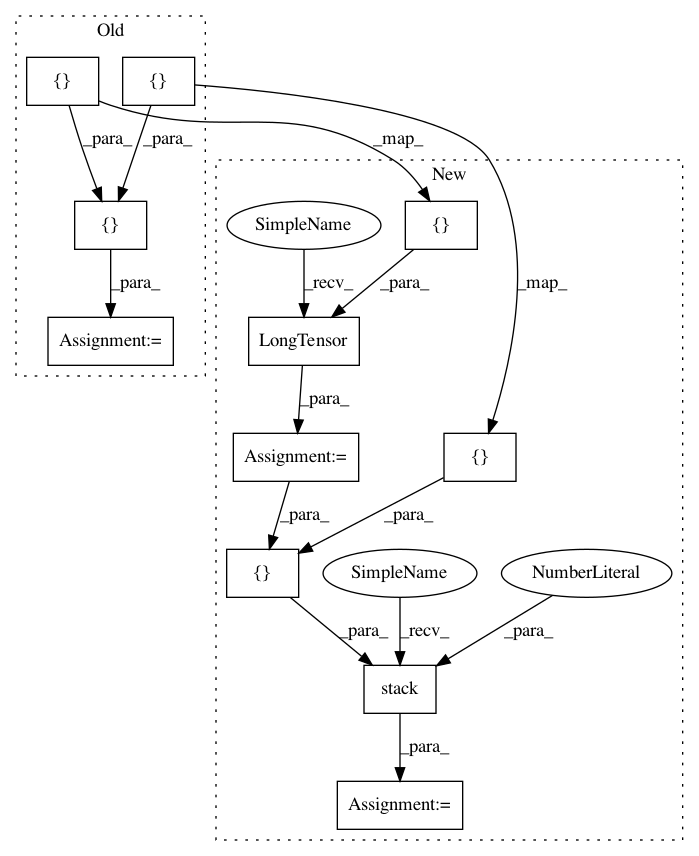 Old
{}
{}
_para_
_para_
_map_
New
{}
SimpleName
{}
_para_
_recv_
_para_
_map_
Assignment:=
LongTensor
_para_
Assignment:=
{}
_para_
_para_
{}
SimpleName
NumberLiteral
_para_
_recv_
_para_
stack
_para_
Assignment:=